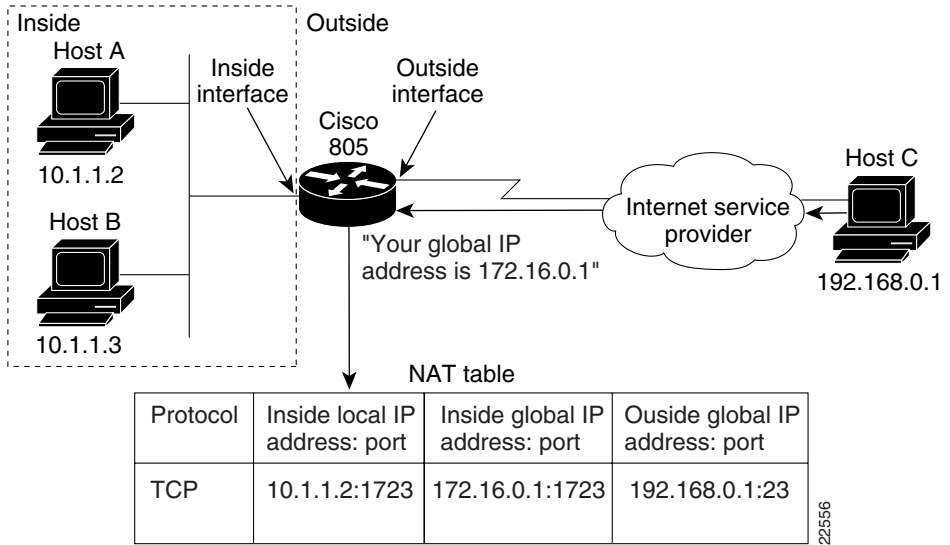 Inside
Outside
Host A
Inside
interface
Outside
interface
Cisco
805
10.1.1.2
Host B
10.1.1.3
Internet service
provider
Host C
192.168.0.1
"Your global IP
address is 172.16.0.1"
NAT table
Protocol
Inside local IP
address: port
Inside global IP
address: port
Ouside global IP
address: port
TCP
10.1.1.2:1723
172.16.0.1:1723
192.168.0.1:23
22556